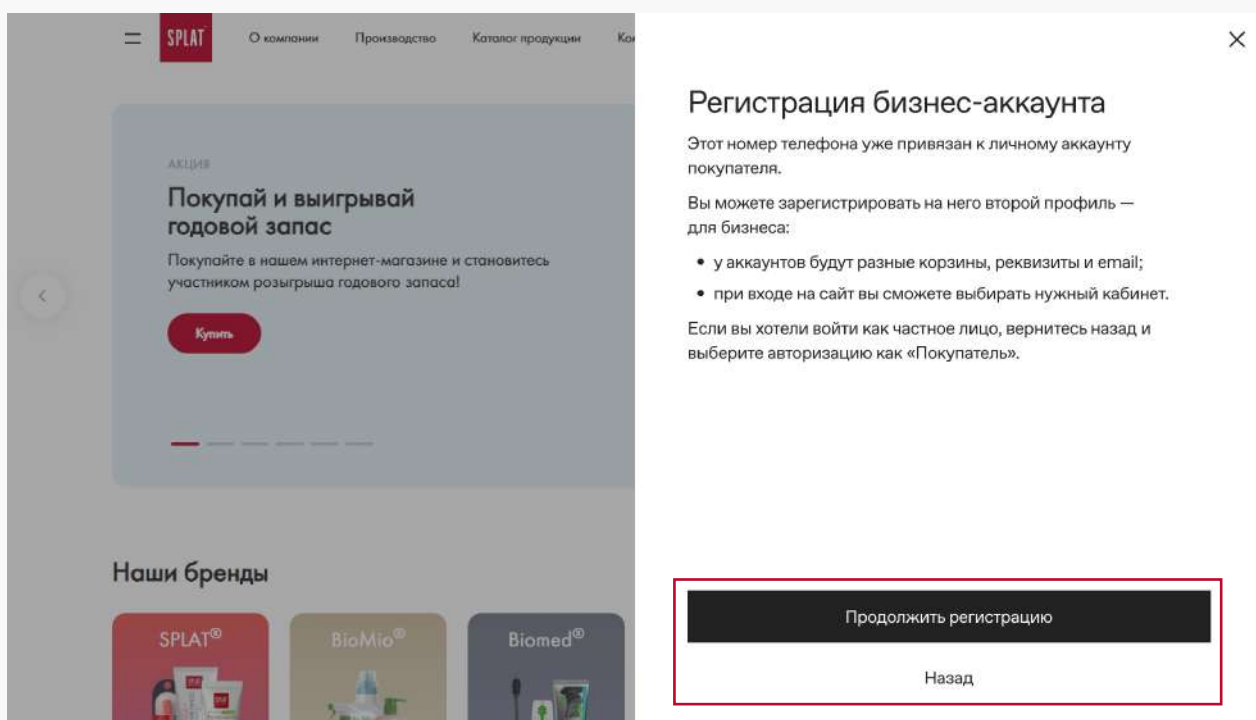 SPLAT
О компании
Производство
Каталог продукции
АКЦИЯ
Покупай и выигрывай
годовой запас
Покупайте в нашем интернет-магазине и становитесь
участником розыгрыша годового запаса!
Купить
Наши бренды
SPLAT®
BioMio®
Biomed®
SPLAT
SPLAT
Регистрация бизнес-аккаунта
Этот номер телефона уже привязан к личному аккаунту
покупателя.
Вы можете зарегистрировать на него второй профиль —
для бизнеса:
• у аккаунтов будут разные корзины, реквизиты и email;
• при входе на сайт вы сможете выбирать нужный кабинет.
Если вы хотели войти как частное лицо, вернитесь назад и
выберите авторизацию как «Покупатель».
Продолжить регистрацию
Назад